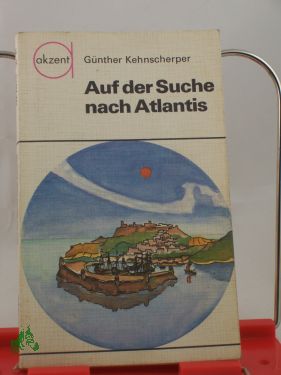 akzent
Günther Kehnscherper
Auf der Suche
nach Atlantis